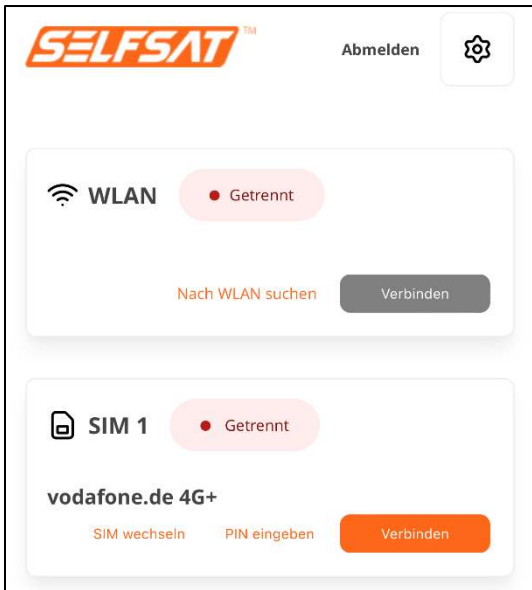 SELFSAT™
Abmelden
WLAN
Getrennt
Nach WLAN suchen
Verbinden
SIM 1
Getrennt
vodafone.de 4G+
SIM wechseln
PIN eingeben
Verbinden